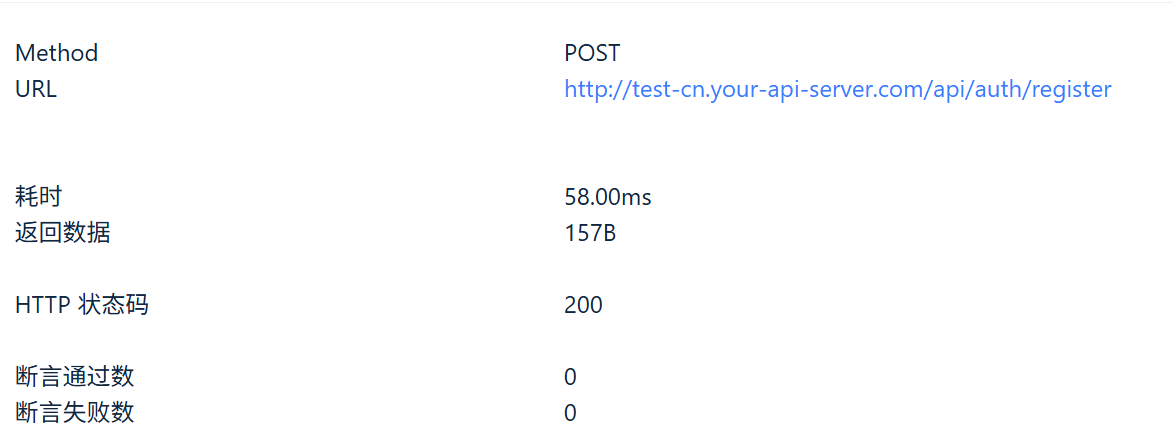 Method POST
URL http://test-cn.your-api-server.com/api/auth/register
耗时 58.00ms
返回数据 157B
HTTP 状态码 200
断言通过数 0
断言失败数 0